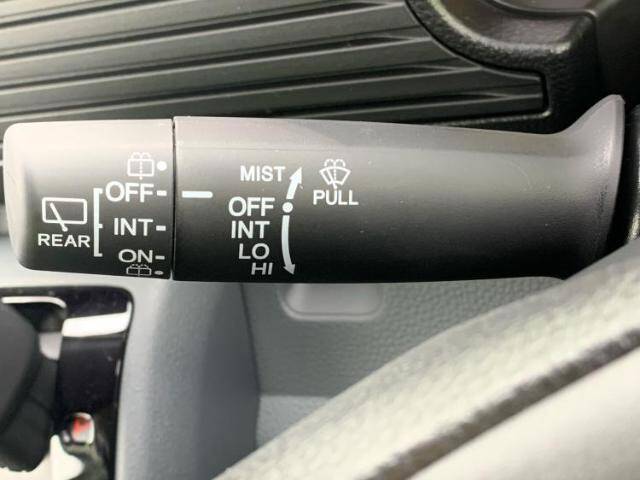 REAR
OFF
INT
ON
MIST
OFF
INT
LO
HI
PULL